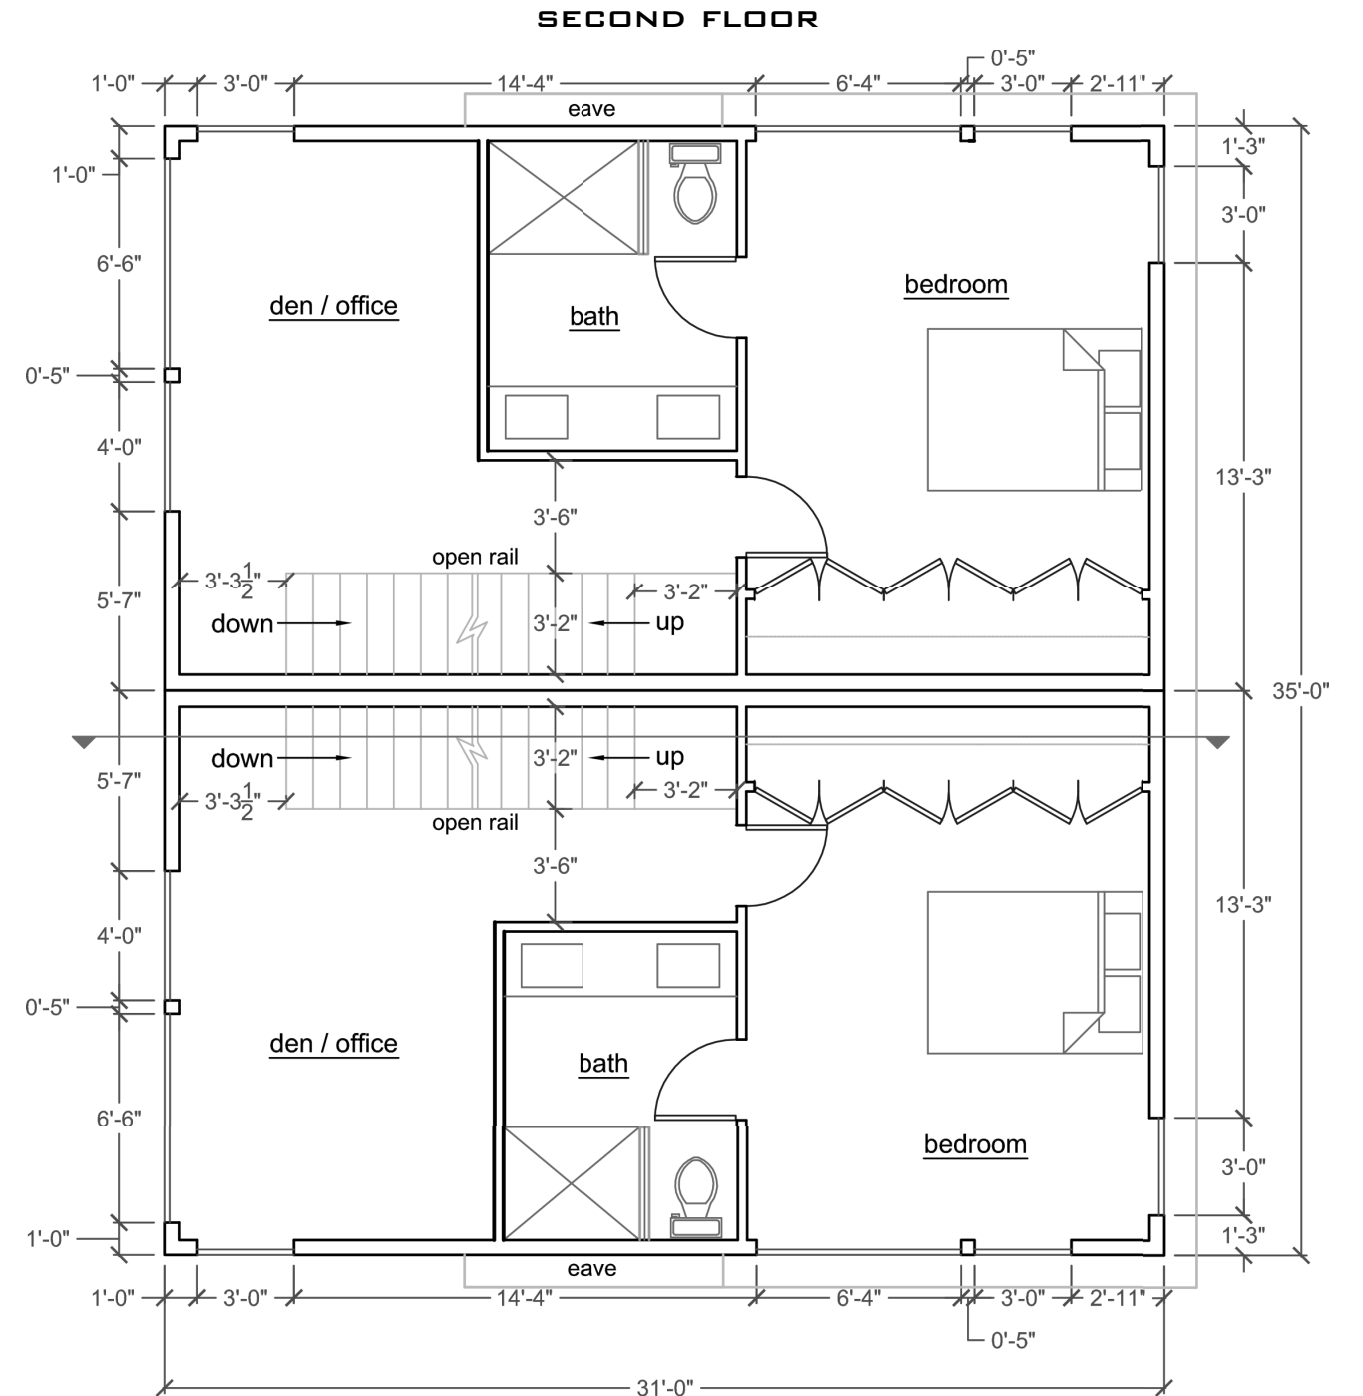 SECOND FLOOR
0'-5"
1'-0" 3'-0" 14'-4" 6'-4" 3'-0" 2'-11'
eave
1'-3"
1'-0"
3'-0"
6'-6"
bedroom
den / office
bath
0'-5"
4'-0"
13'-3"
3'-6"
open rail
3'-3 1/2" 3'-2"
5'-7"
down 3'-2" up
35'-0"
down 3'-2" up
5'-7"
3'-3 1/2" 3'-2"
open rail
3'-6"
13'-3"
4'-0"
0'-5"
den / office
bath
6'-6"
bedroom
3'-0"
1'-3"
1'-0"
eave
1'-0" 3'-0" 14'-4" 6'-4" 3'-0" 2'-11"
0'-5"
31'-0"